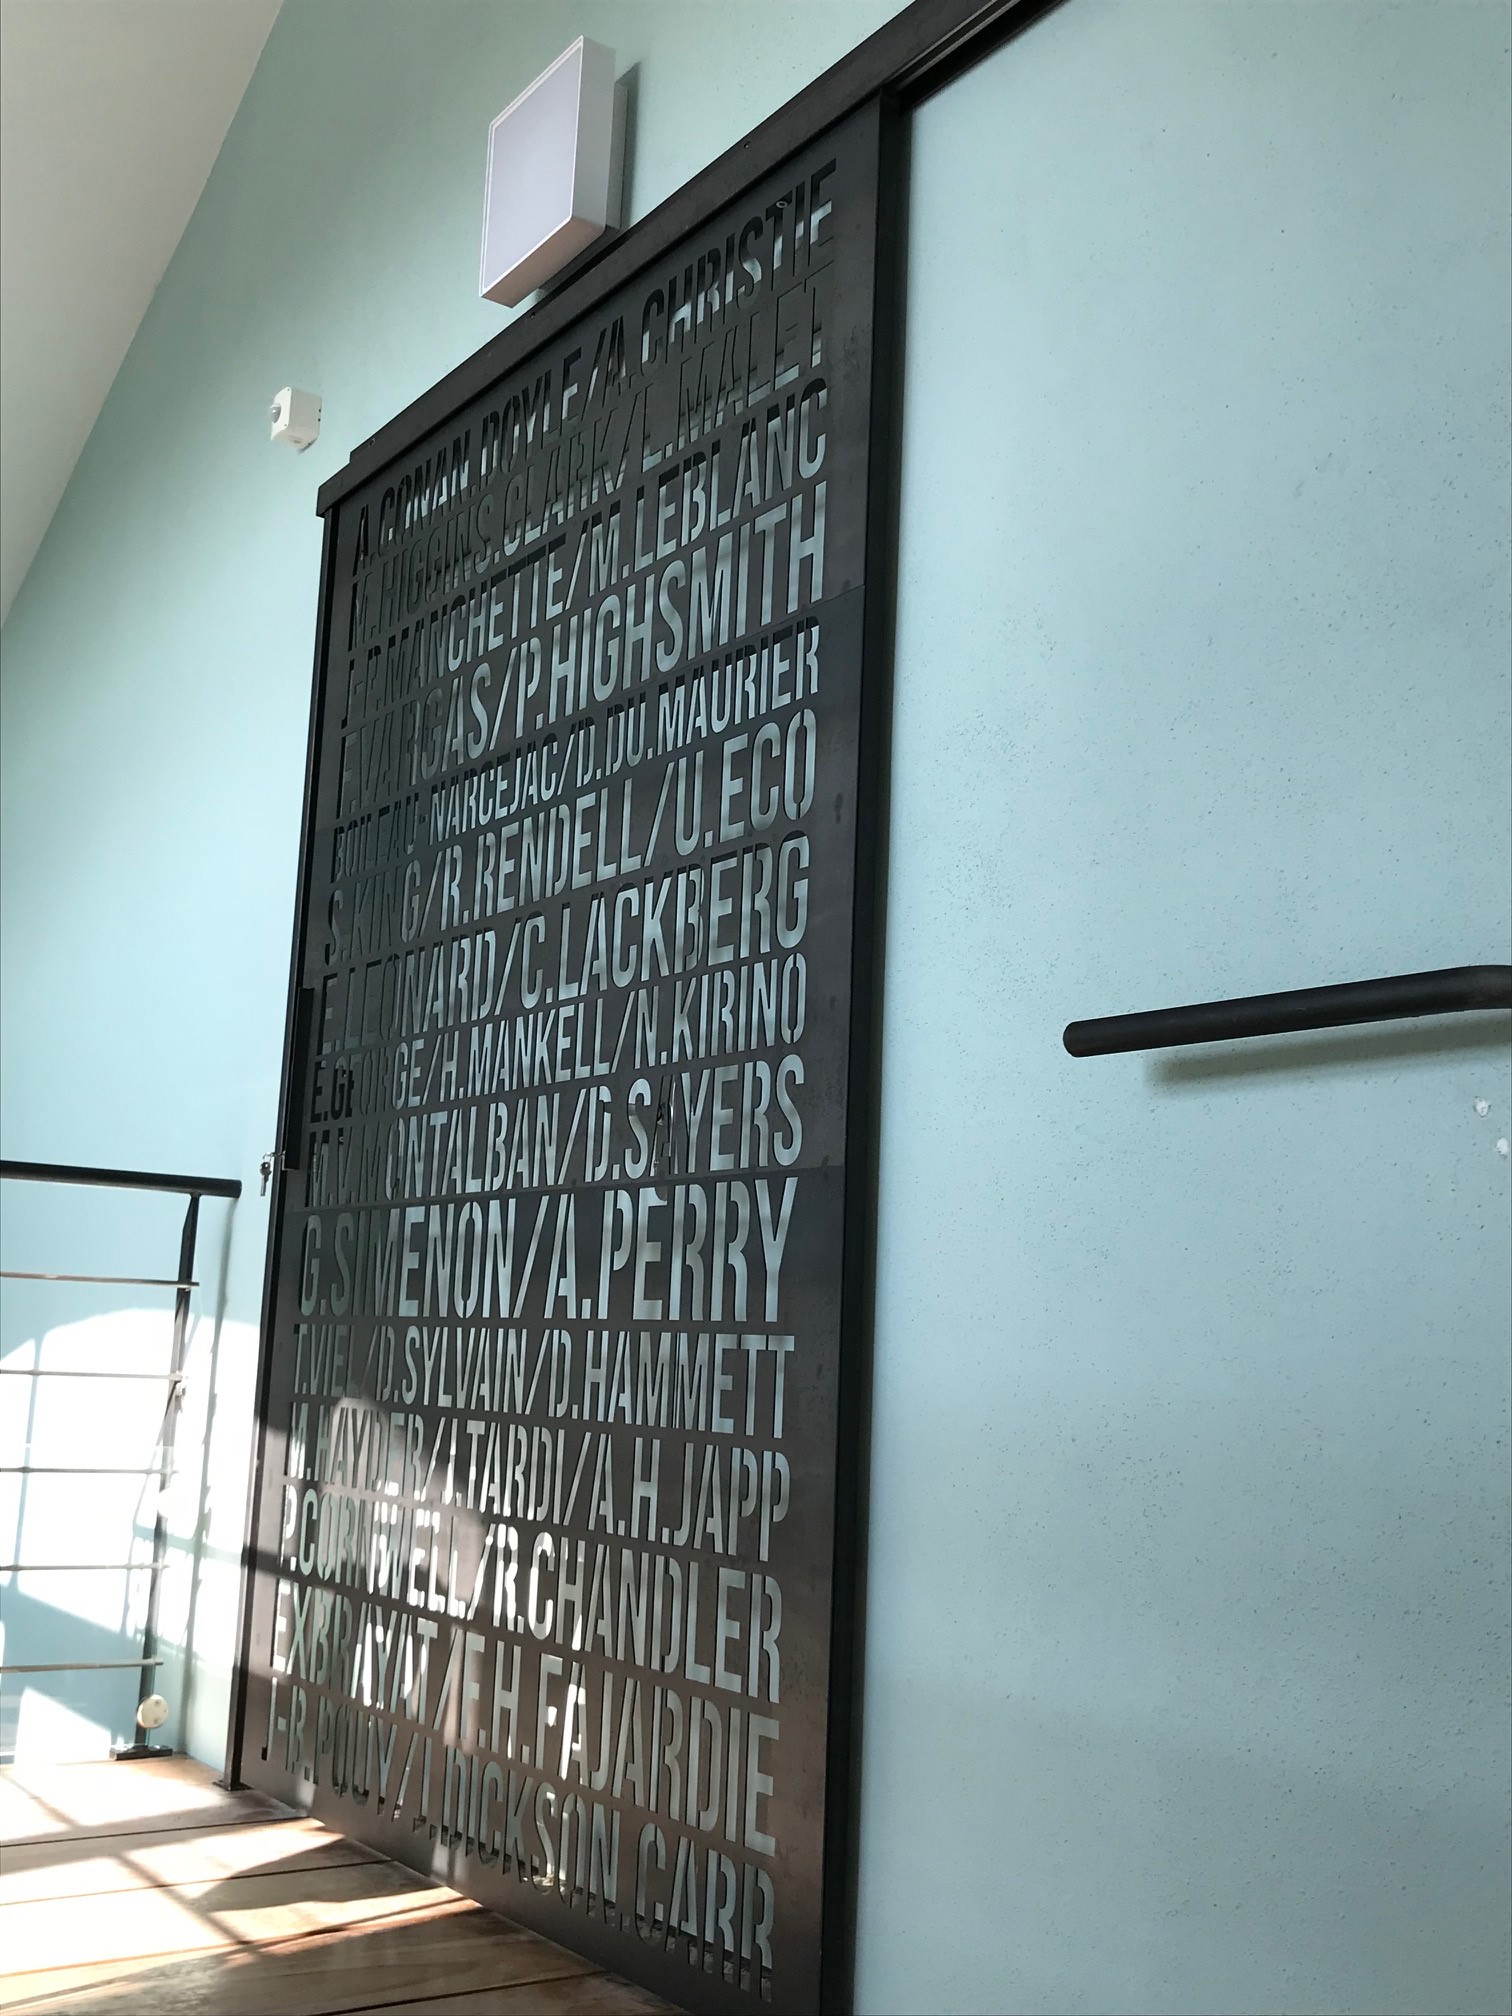 A.CONAN.DOYLE/A.CHRISTIE
M.HIGGINS.CLARK/L.MALET
J-P.MANCHETTE/M.LEBLANC
F.VARGAS/P.HIGHSMITH
BOILEAU-NARCEJAC/D.DU.MAURIER
S.KING/R.RENDELL/U.ECO
E.LEONARD/C.LACKBERG
E.GEORGE/H.MANKELL/N.KIRINO
M.V.MONTALBAN/D.SAYERS
G.SIMENON/A.PERRY
T.VIEL/D.SYLVAIN/D.HAMMETT
M.HAYDER/J.TARDI/A.H.JAPP
P.CORNWELL/R.CHANDLER
EXBRAYAT/F.H.FAJARDIE
J-B.POUY/J.DICKSON.CARR